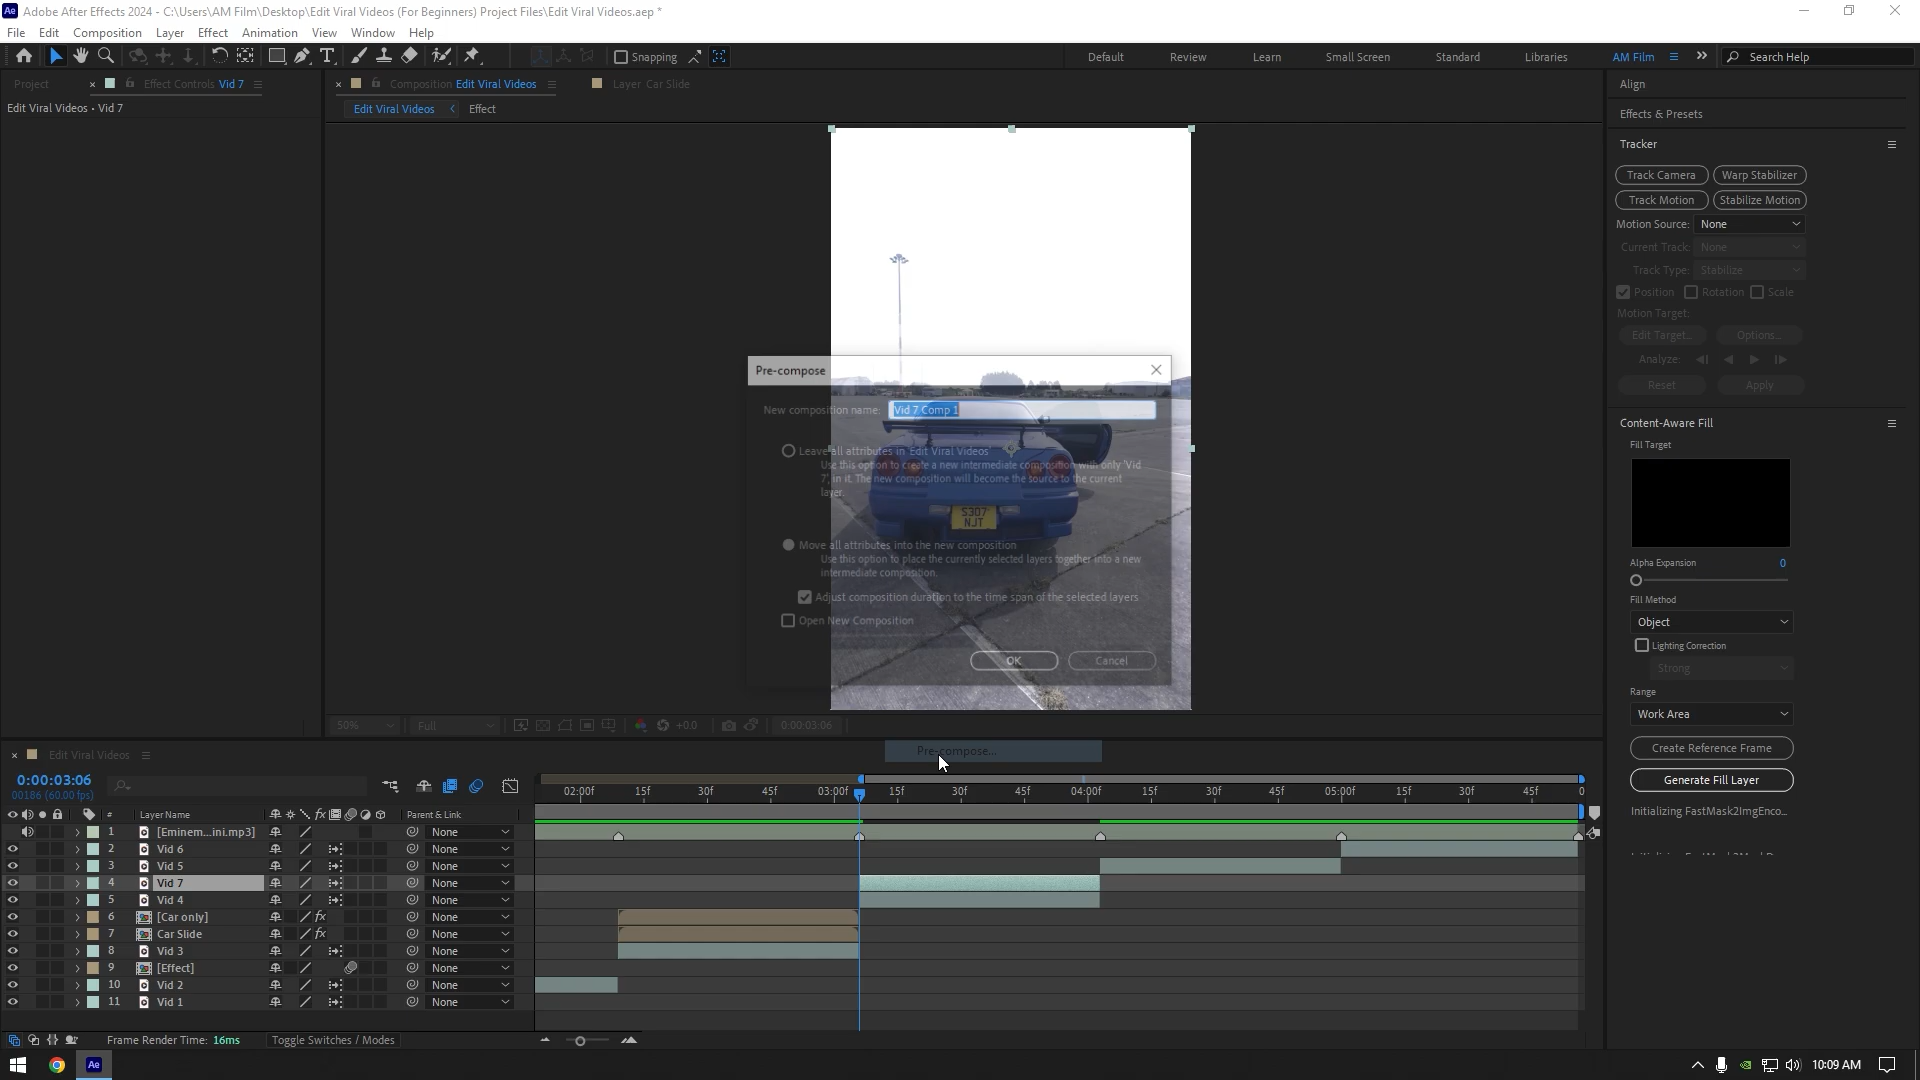 Adobe After Effects 2024 - C:\Users\AM Film\Desktop\Edit Viral Videos (For Beginners) Project Files\Edit Viral Videos.aep *
File Edit Composition Layer Effect Animation View Window Help
Snapping
Default Review Learn Small Screen Standard Libraries AM Film Search Help
Project Effect Controls Vid 7
Edit Viral Videos • Vid 7
Composition Edit Viral Videos Layer Car Slide
Edit Viral Videos Effect
Align
Effects & Presets
Tracker
Track Camera Warp Stabilizer
Track Motion Stabilize Motion
Motion Source: None
Current Track: None
Track Type: Stabilize
Position Rotation Scale
Motion Target:
Edit Target... Options...
Analyze:
Reset Apply
Content-Aware Fill
Fill Target
Alpha Expansion 0
Fill Method
Object
Lighting Correction
Strong
Range
Work Area
Create Reference Frame
Generate Fill Layer
Initializing FastMask2ImgEnco...
Pre-compose
New composition name: Vid 7 Comp 1
Leave all attributes in 'Edit Viral Videos'
Use this option to create a new intermediate composition with only 'Vid
7', in it. The new composition will become the source to the current
layer.
S307
NJT
Move all attributes into the new composition
Use this option to place the currently selected layers together into a new
intermediate composition.
Adjust composition duration to the time span of the selected layers
Open New Composition
OK Cancel
50% Full +0.0 0:00:03:06
Pre-compose...
Edit Viral Videos
0:00:03:06
00186 (60.00 fps)
02:00f 15f 30f 45f 03:00f 15f 30f 45f 04:00f 15f 30f 45f 05:00f 15f 30f 45f 0
# Layer Name fx Parent & Link
1 [Eminem...ini.mp3] None
2 Vid 6 None
3 Vid 5 None
4 Vid 7 None
5 Vid 4 None
6 [Car only] fx None
7 Car Slide fx None
8 Vid 3 None
9 [Effect] None
10 Vid 2 None
11 Vid 1 None
Frame Render Time: 16ms Toggle Switches / Modes
Ae 10:09 AM